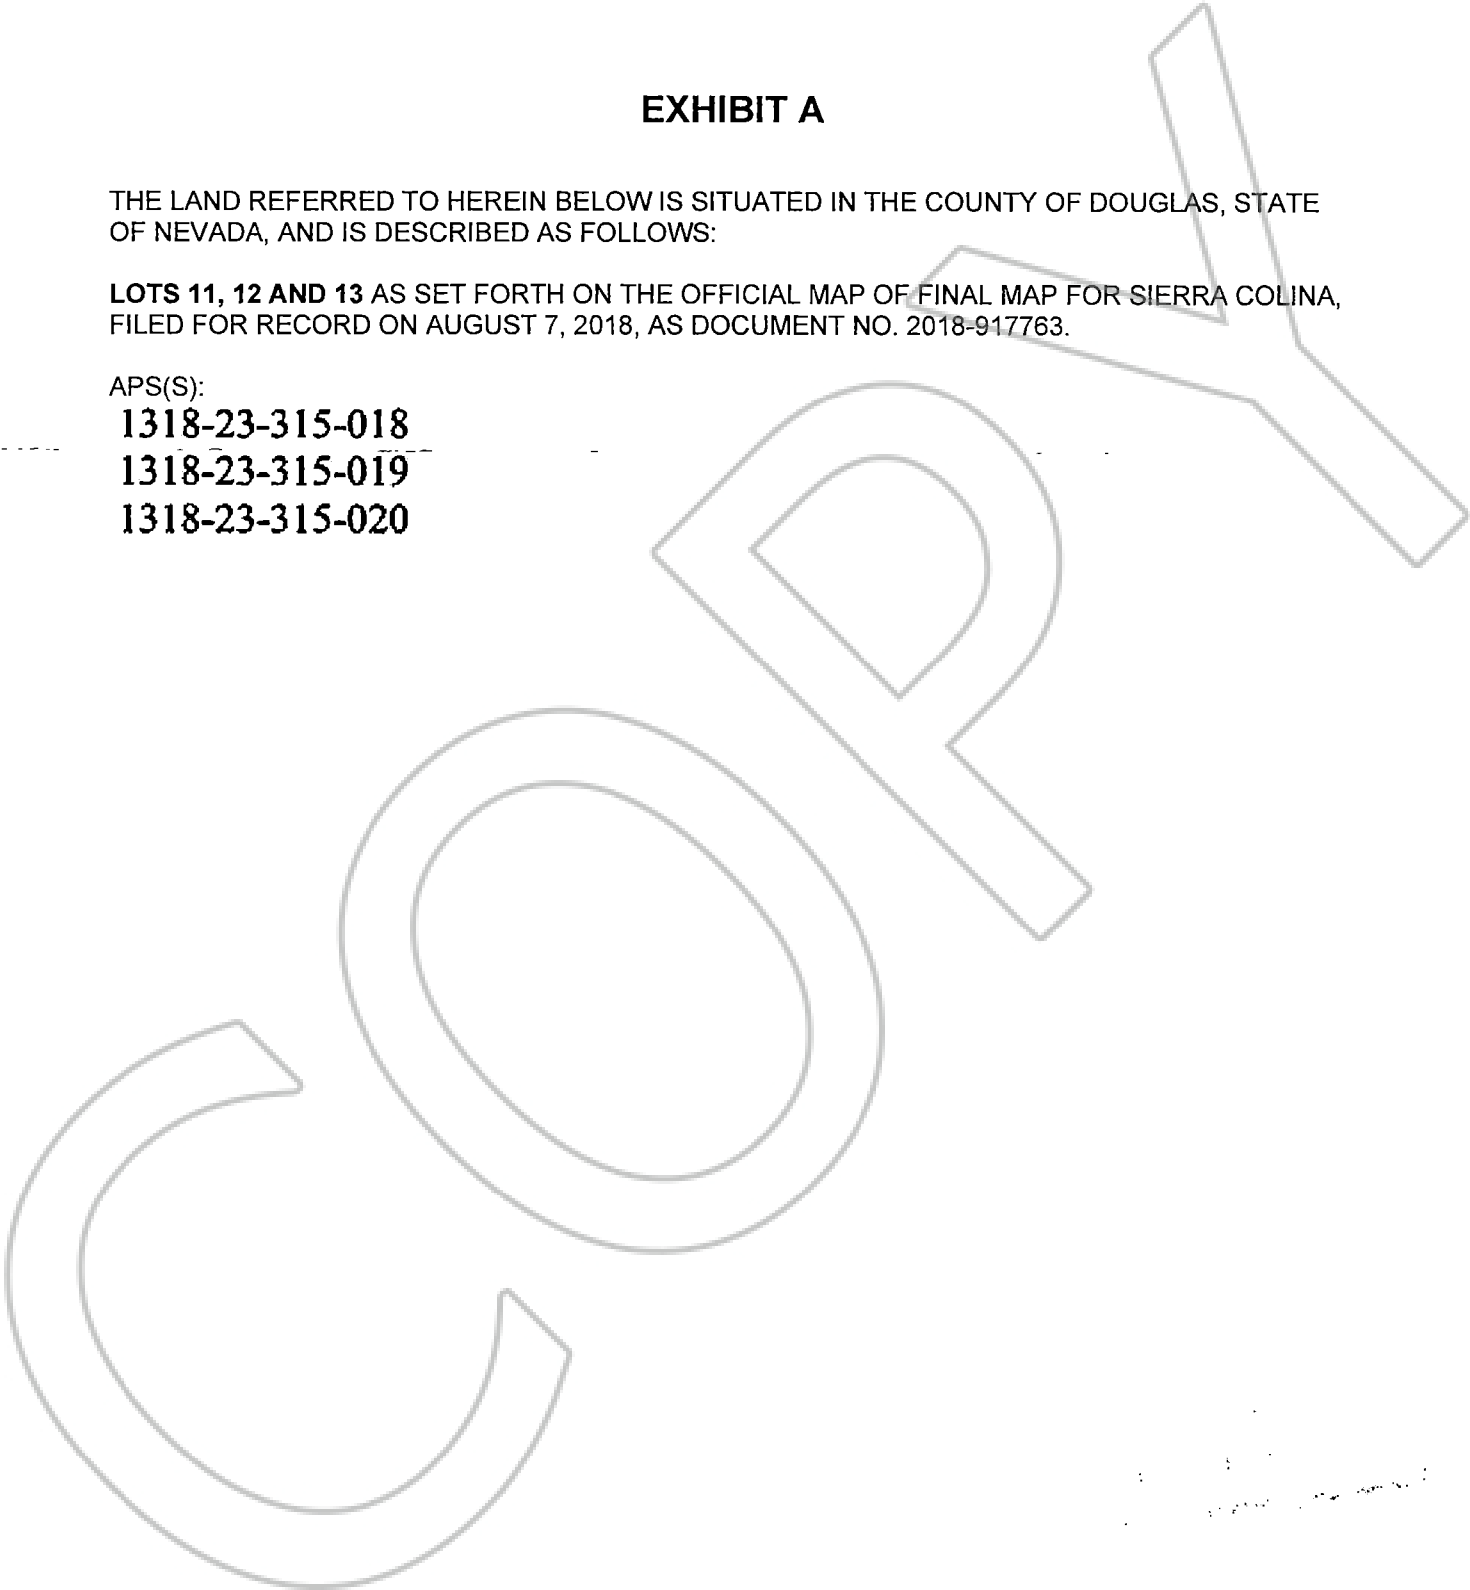 EXHIBIT A
THE LAND REFERRED TO HEREIN BELOW IS SITUATED IN THE COUNTY OF DOUGLAS, STATE
OF NEVADA, AND IS DESCRIBED AS FOLLOWS:
LOTS 11, 12 AND 13 AS SET FORTH ON THE OFFICIAL MAP OF FINAL MAP FOR SIERRA COLINA,
FILED FOR RECORD ON AUGUST 7, 2018, AS DOCUMENT NO. 2018-917763.
APS(S):
1318-23-315-018
1318-23-315-019
1318-23-315-020
COPY